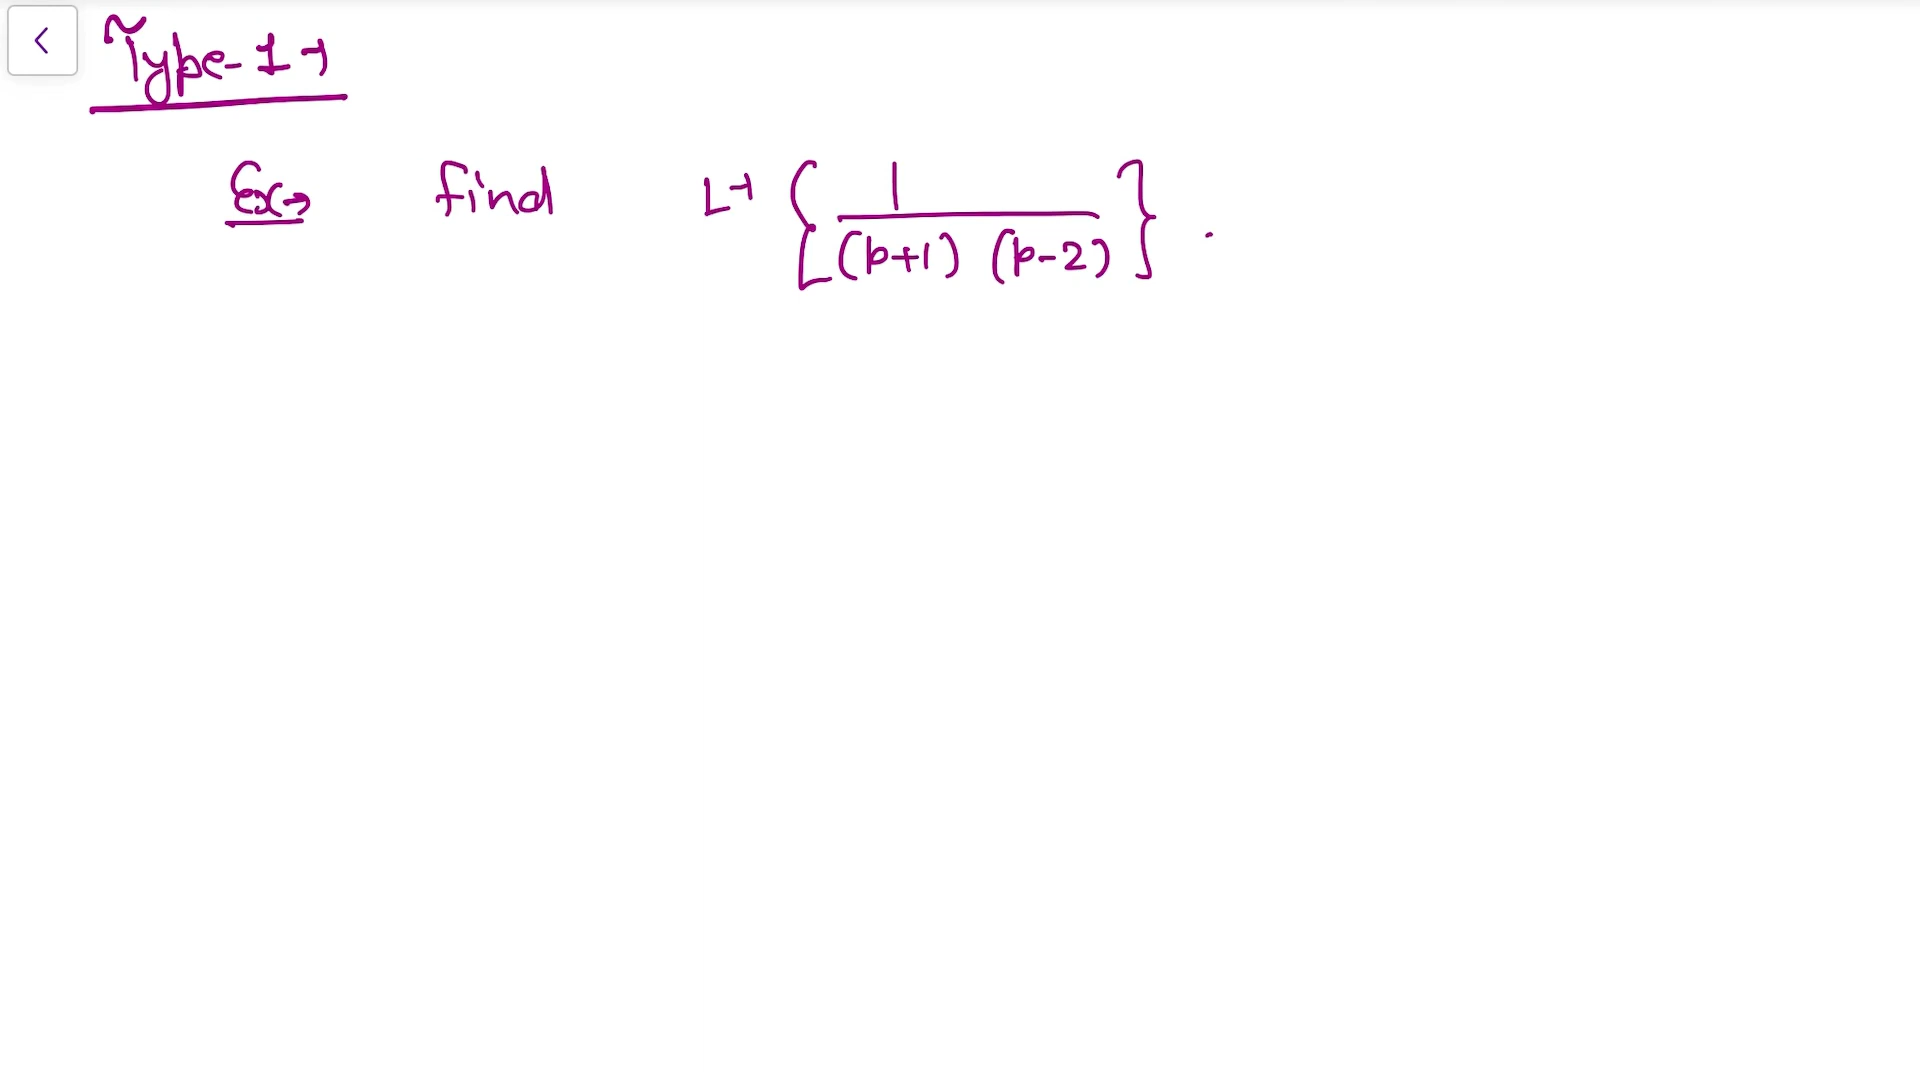 Type-1→
Ex→ find L⁻¹ { 1 / (p+1) (p-2) } .